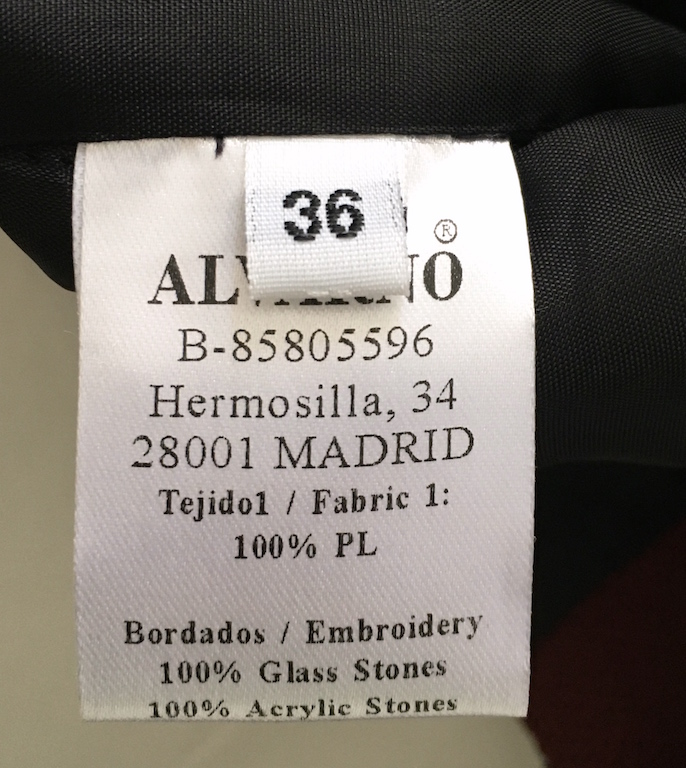 36
®
B-85805596
Hermosilla, 34
28001 MADRID
Tejido1 / Fabric 1:
100% PL
Bordados / Embroidery
100% Glass Stones
100% Acrylic Stones